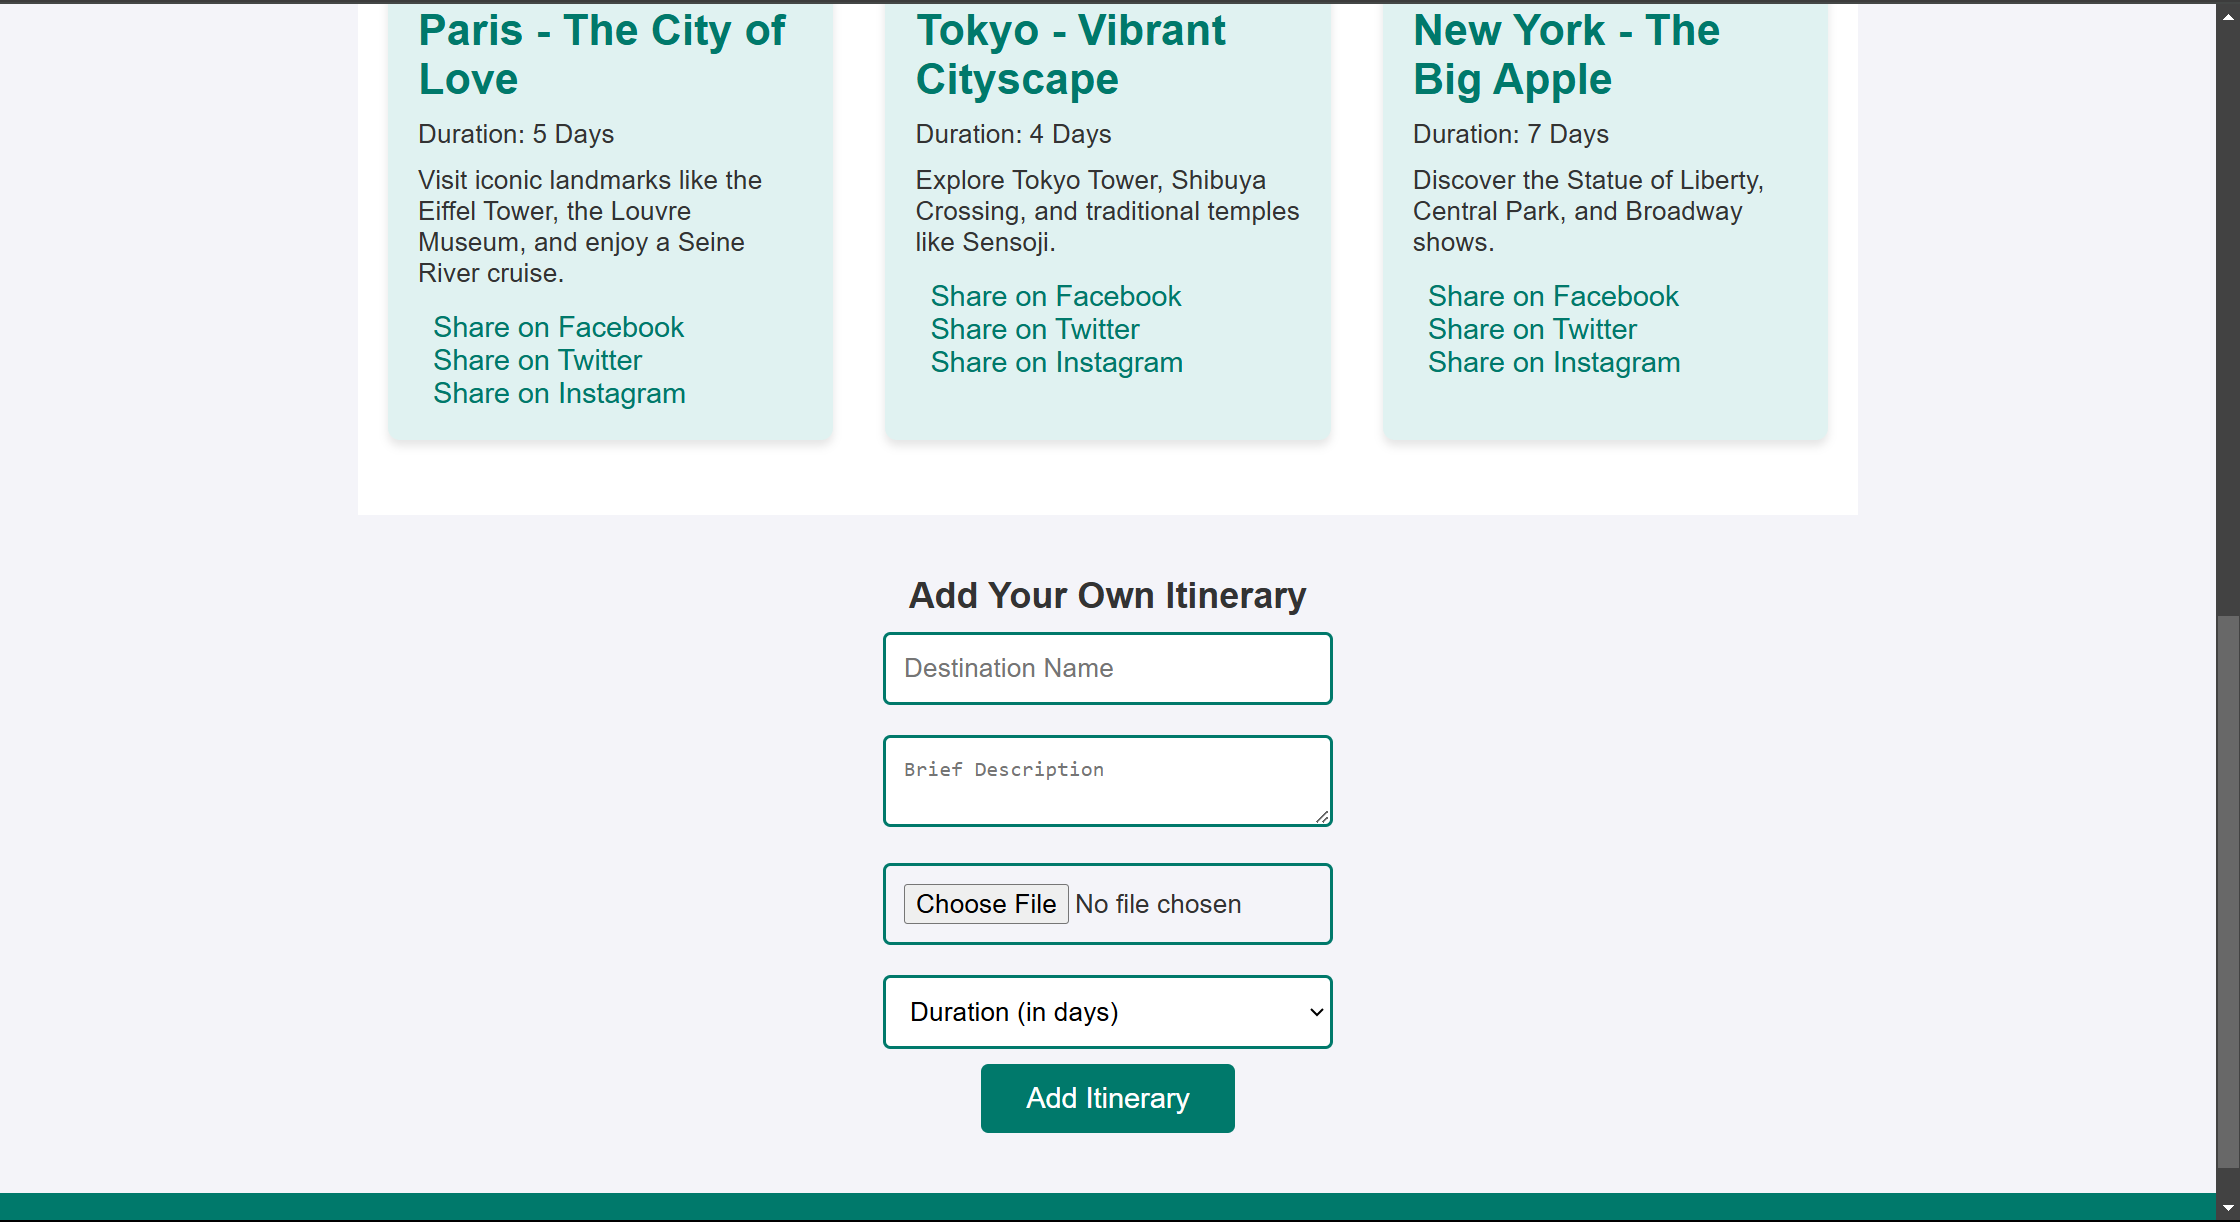 Paris - The City of
Love
Duration: 5 Days
Visit iconic landmarks like the
Eiffel Tower, the Louvre
Museum, and enjoy a Seine
River cruise.
Share on Facebook
Share on Twitter
Share on Instagram
Tokyo - Vibrant
Cityscape
Duration: 4 Days
Explore Tokyo Tower, Shibuya
Crossing, and traditional temples
like Sensoji.
Share on Facebook
Share on Twitter
Share on Instagram
New York - The
Big Apple
Duration: 7 Days
Discover the Statue of Liberty,
Central Park, and Broadway
shows.
Share on Facebook
Share on Twitter
Share on Instagram
Add Your Own Itinerary
Destination Name
Brief Description
Choose File No file chosen
Duration (in days)
Add Itinerary